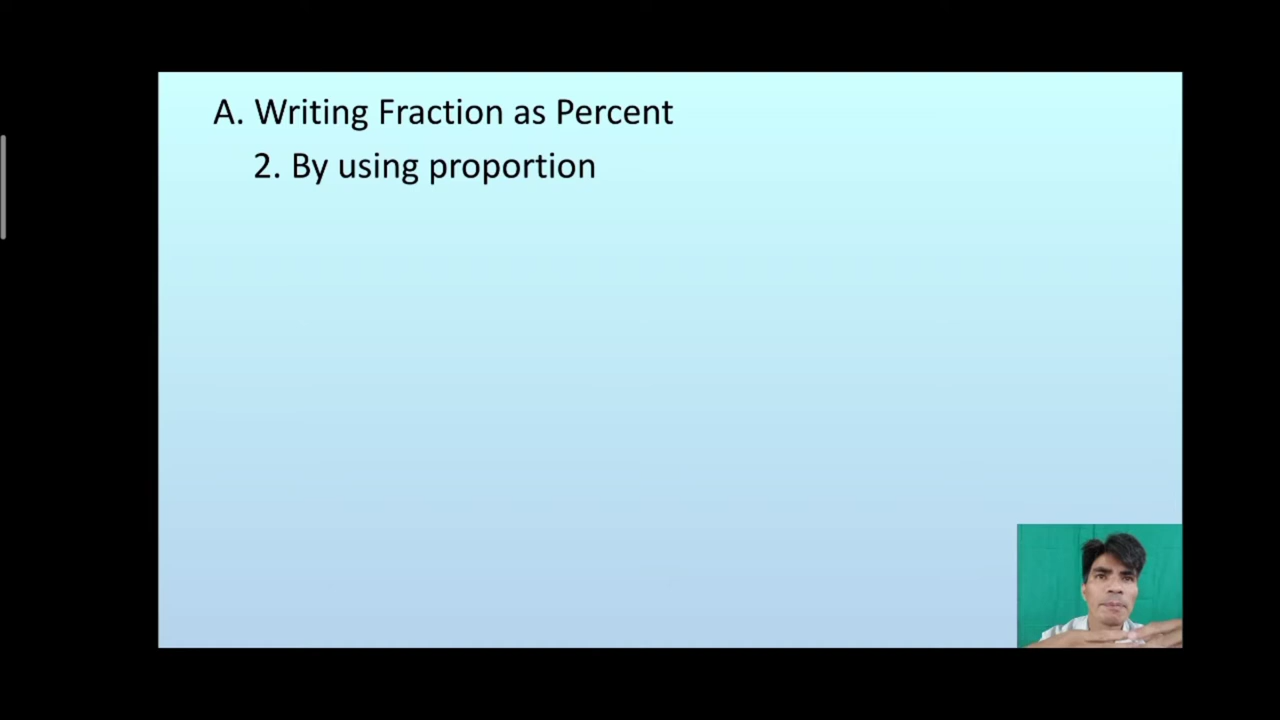 A. Writing Fraction as Percent
2. By using proportion